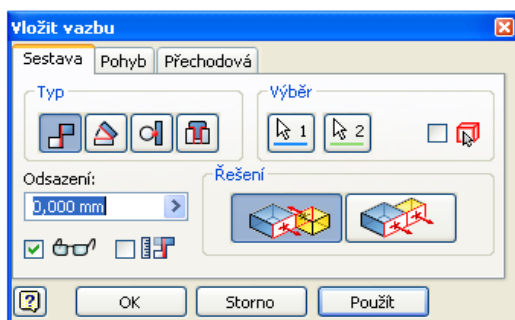 Vložit vazbu
Sestava Pohyb Přechodová
Typ Výběr
1 2
Odsazení: Řešení
0,000 mm
OK Storno Použít